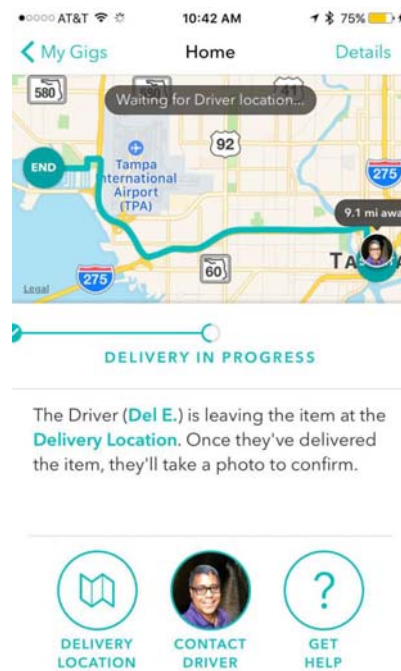 AT&T 10:42 AM 75%
My Gigs Home Details
580 590 41
Waiting for Driver location...
92
END
Tampa
International
Airport
(TPA)
275
9.1 mi awa
60
TA A
275
Legal
DELIVERY IN PROGRESS
The Driver (Del E.) is leaving the item at the
Delivery Location. Once they've delivered
the item, they'll take a photo to confirm.
?
DELIVERY
LOCATION
CONTACT
DRIVER
GET
HELP